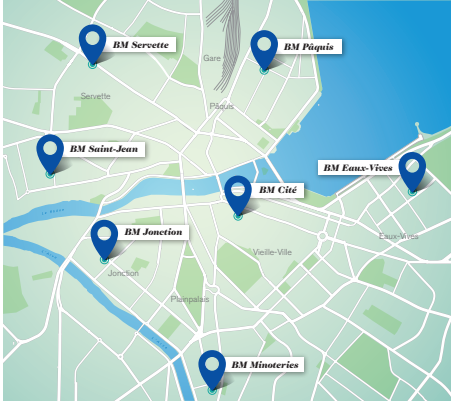 BM Servette
BM Pâquis
Gare
Servette
Pâquis
BM Saint-Jean
BM Eaux-Vives
BM Cité
BM Jonction
Eaux-Vives
Vieille-Ville
Jonction
Plainpalais
BM Minoteries